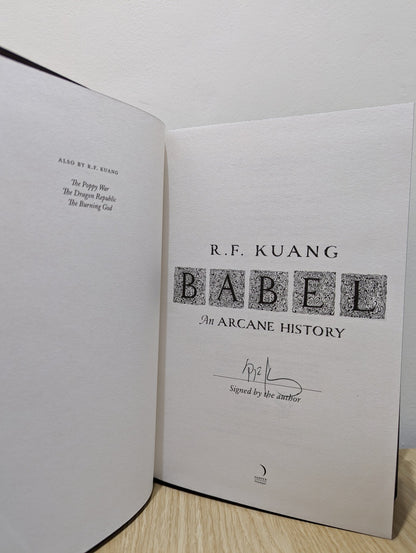 ALSO BY R.F. KUANG
The Poppy War
The Dragon Republic
The Burning God
R.F. KUANG
BABEL
An ARCANE HISTORY
Signed by the author